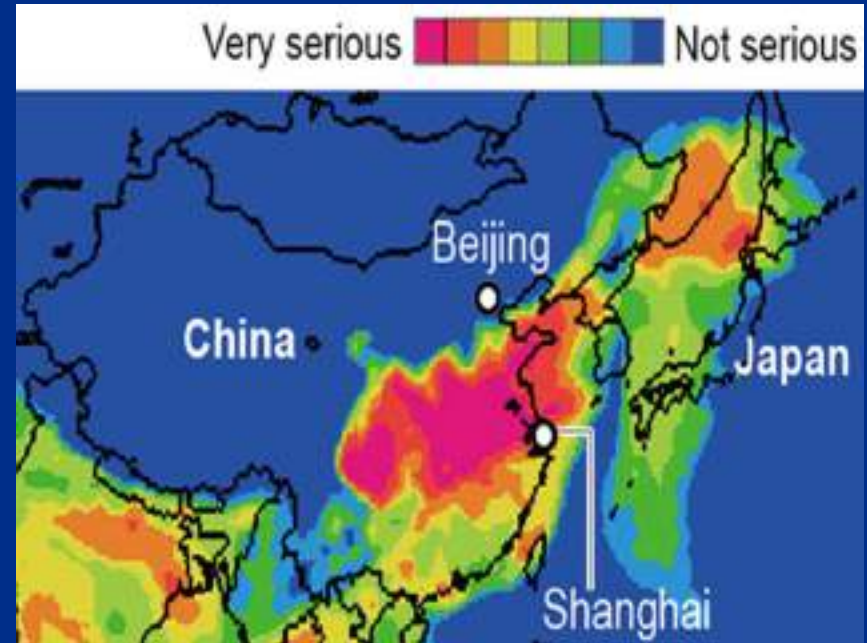 Very serious Not serious
Beijing
China
Japan
Shanghai